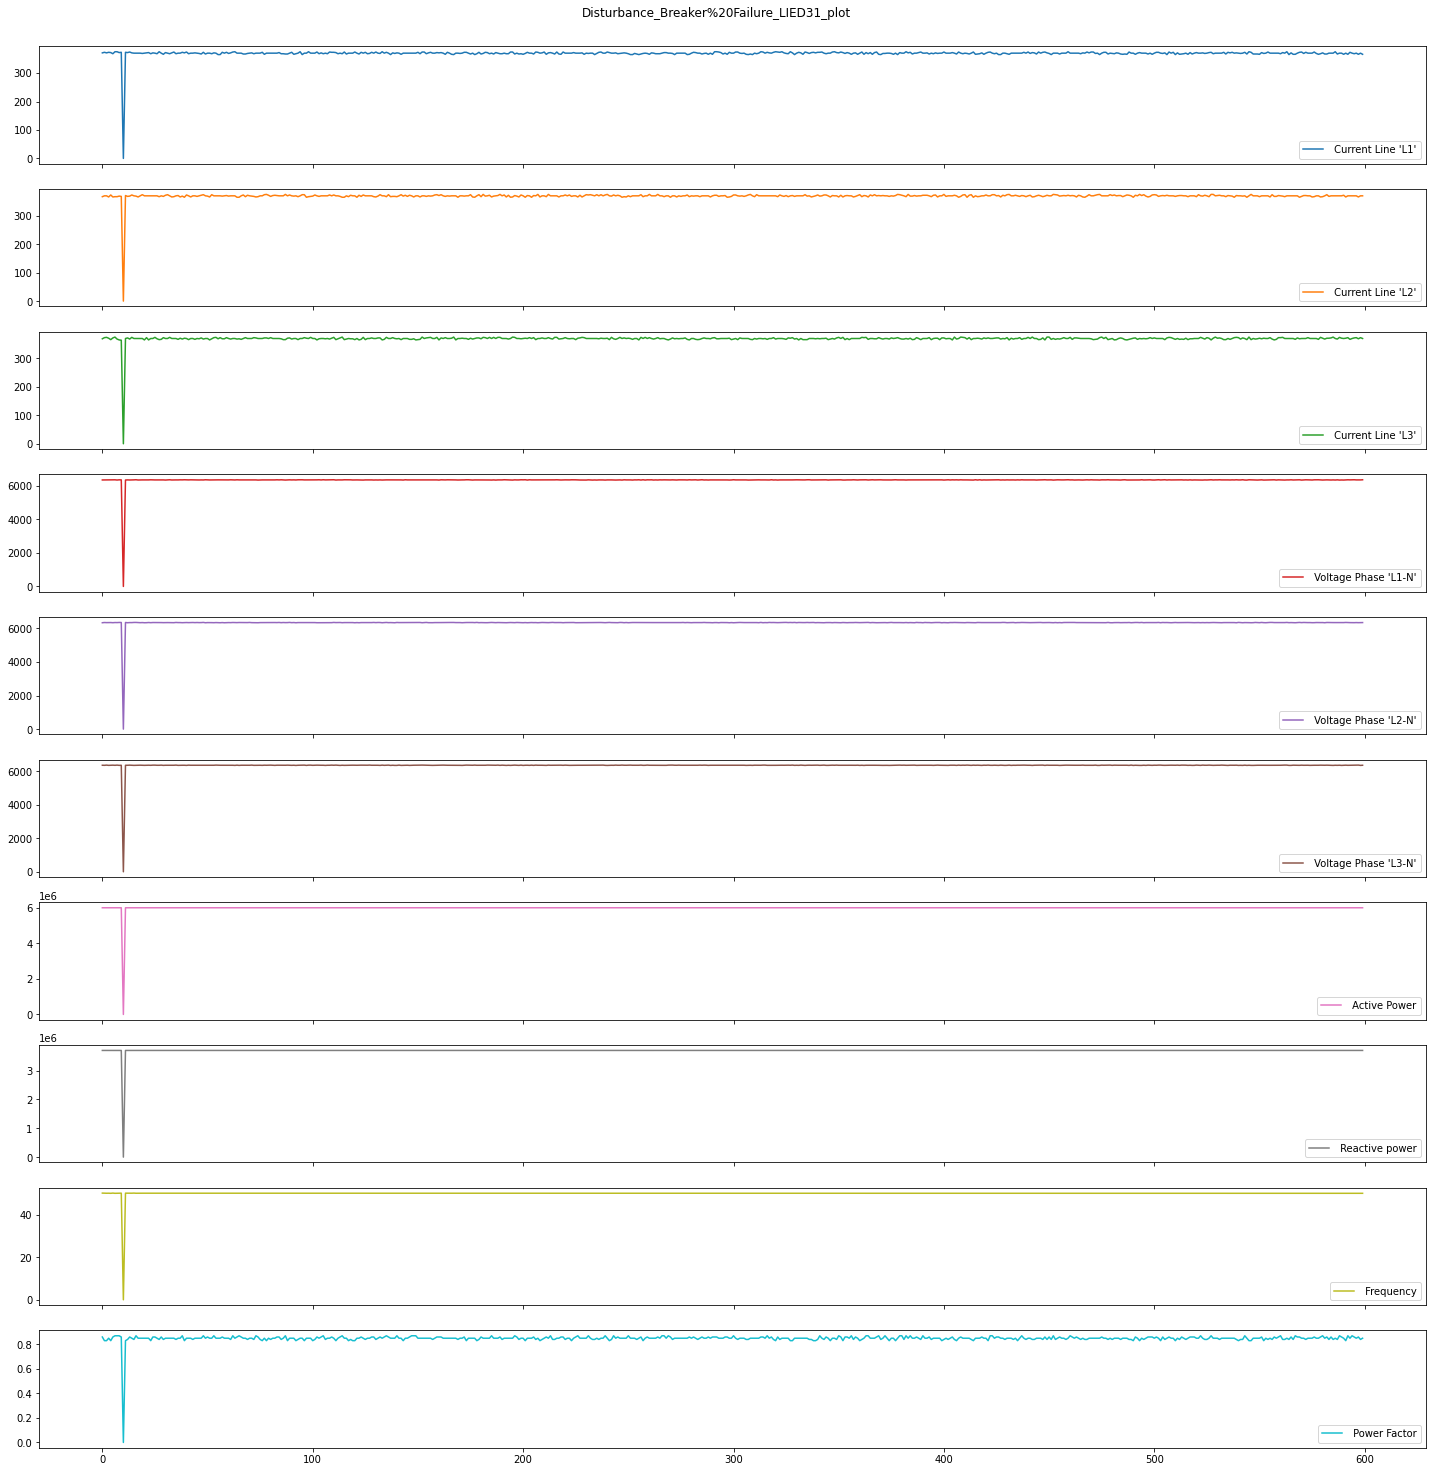 Disturbance_Breaker%20Failure_LIED31_plot
300
200
100
0
Current Line 'L1'
300
200
100
0
Current Line 'L2'
300
200
100
0
Current Line 'L3'
6000
4000
2000
0
Voltage Phase 'L1-N'
6000
4000
2000
0
Voltage Phase 'L2-N'
6000
4000
2000
0
Voltage Phase 'L3-N'
1e6
6
4
2
0
Active Power
1e6
3
2
1
0
Reactive power
40
20
0
Frequency
0.8
0.6
0.4
0.2
0.0
Power Factor
0 100 200 300 400 500 600